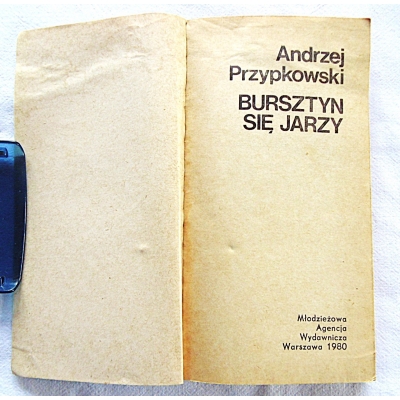 Andrzej
Przypkowski
BURSZTYN
SIĘ JARZY
Młodzieżowa
Agencja
Wydawnicza
Warszawa 1980